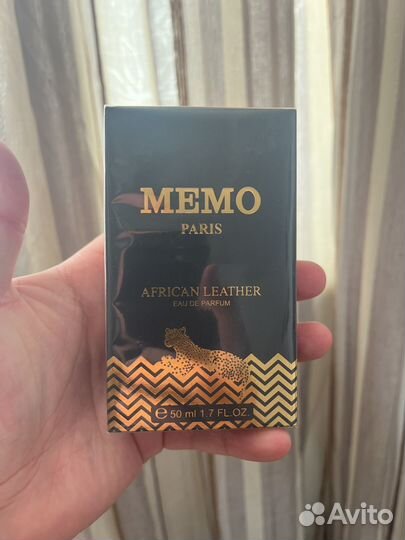 MEMO
PARIS
AFRICAN LEATHER
EAU DE PARFUM
℮ 50 ml 1.7 FL.OZ.
Avito